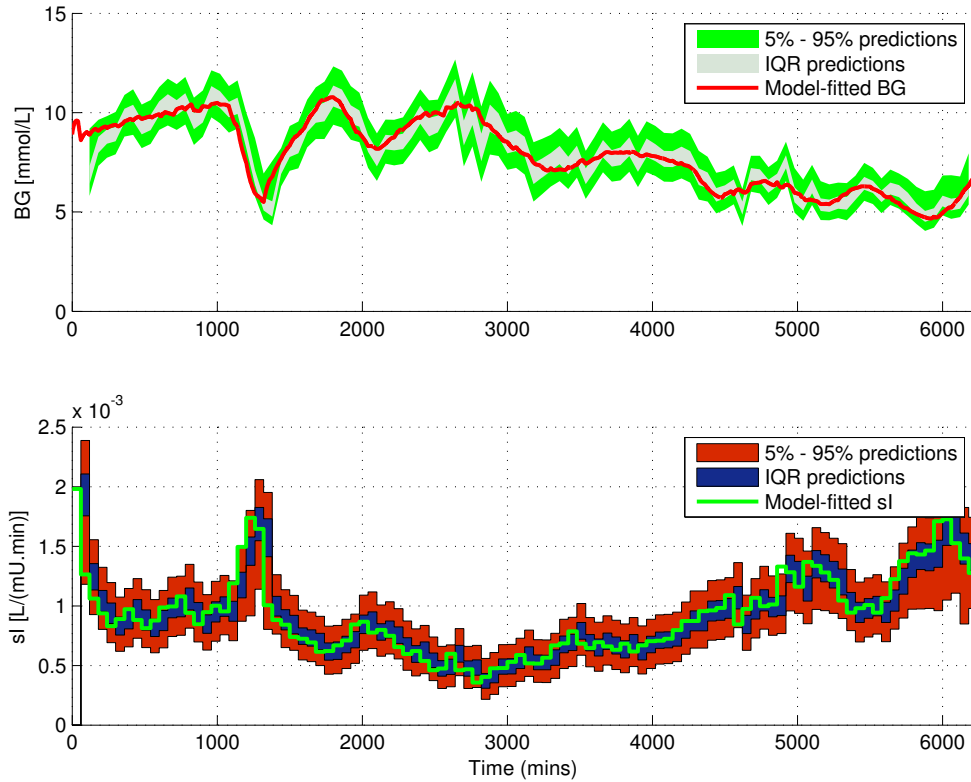 15
10
5
0
BG [mmol/L]
0 1000 2000 3000 4000 5000 6000
5% - 95% predictions
IQR predictions
Model-fitted BG
x 10⁻³
2.5
2
1.5
1
0.5
0
sI [L/(mU.min)]
0 1000 2000 3000 4000 5000 6000
Time (mins)
5% - 95% predictions
IQR predictions
Model-fitted sI